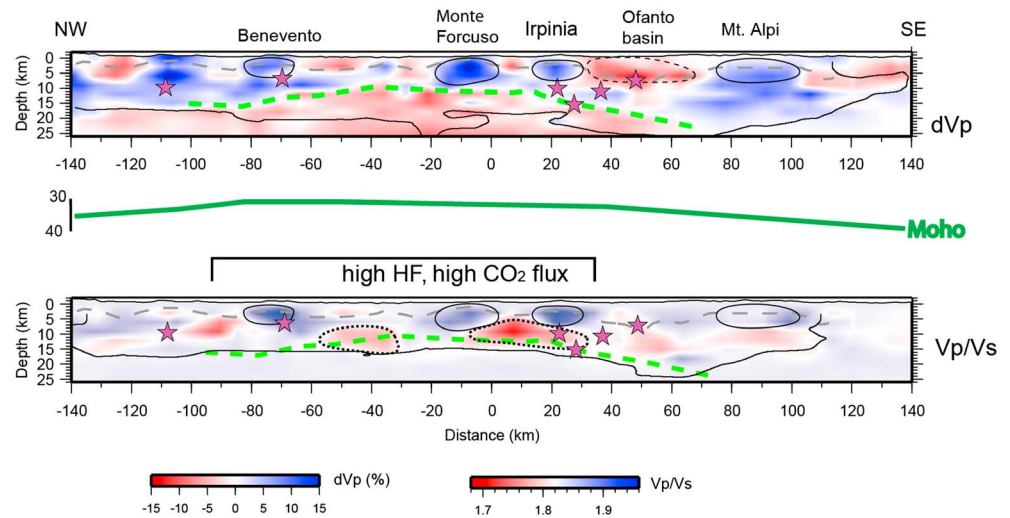 NW
Benevento
Monte
Forcuso
Irpinia
Ofanto
basin
Mt. Alpi
SE
Depth (km)
0
5
10
15
20
25
dVp
-140 -120 -100 -80 -60 -40 -20 0 20 40 60 80 100 120 140
30
40
Moho
high HF, high CO2 flux
Depth (km)
0
5
10
15
20
25
Vp/Vs
-140 -120 -100 -80 -60 -40 -20 0 20 40 60 80 100 120 140
Distance (km)
dVp (%)
-15 -10 -5 0 5 10 15
Vp/Vs
1.7 1.8 1.9